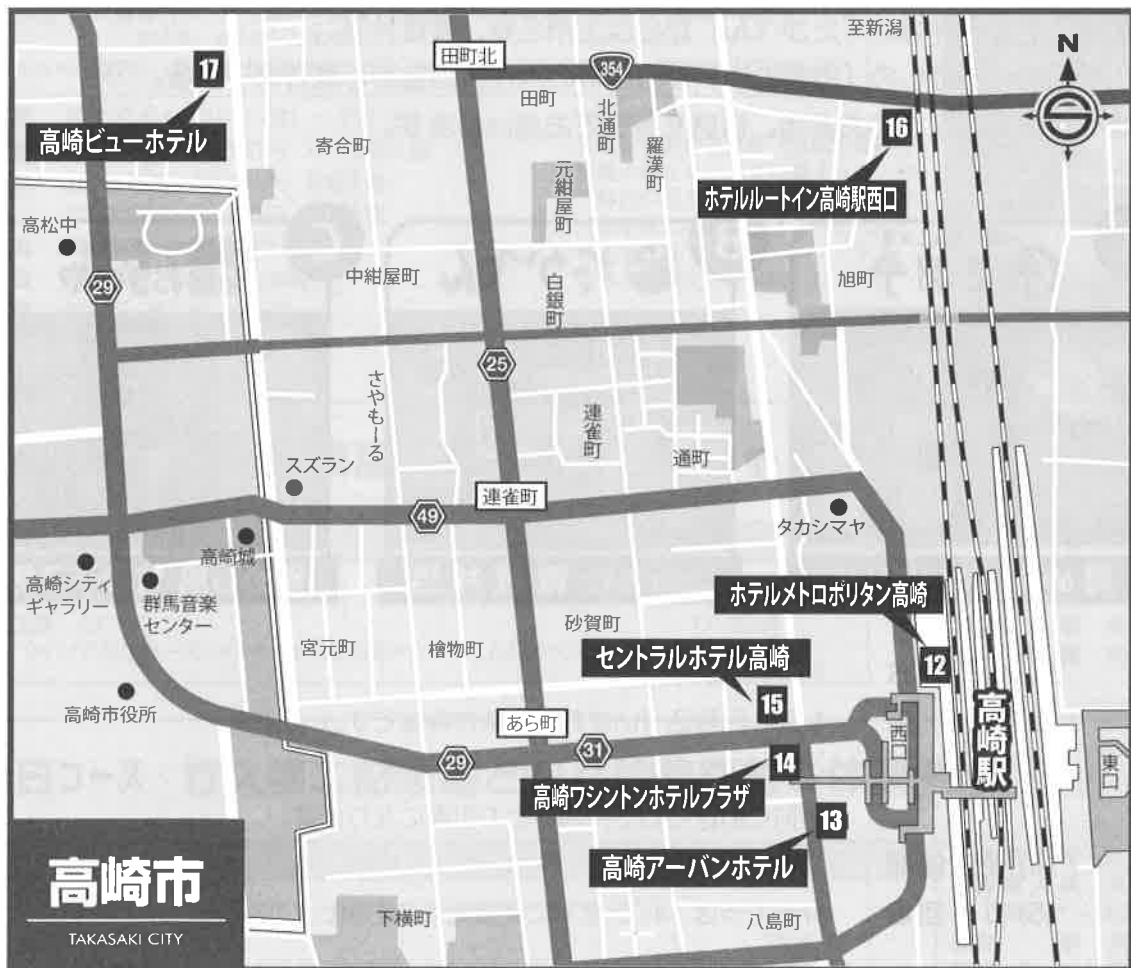 至新潟
N
17
田町北
354
田町
北通町
高崎ビューホテル
寄合町
羅漢町
16
元紺屋町
ホテルルートイン高崎駅西口
高松中
29
中紺屋町
白銀町
旭町
25
さやもーる
連雀町
通町
スズラン
連雀町
49
タカシマヤ
高崎城
高崎シティ
ギャラリー
群馬音楽
センター
ホテルメトロポリタン高崎
12
砂賀町
宮元町
檜物町
セントラルホテル高崎
15
高崎市役所
あら町
西口
高崎駅
東口
29
31
14
高崎ワシントンホテルプラザ
13
高崎アーバンホテル
高崎市
TAKASAKI CITY
下横町
八島町